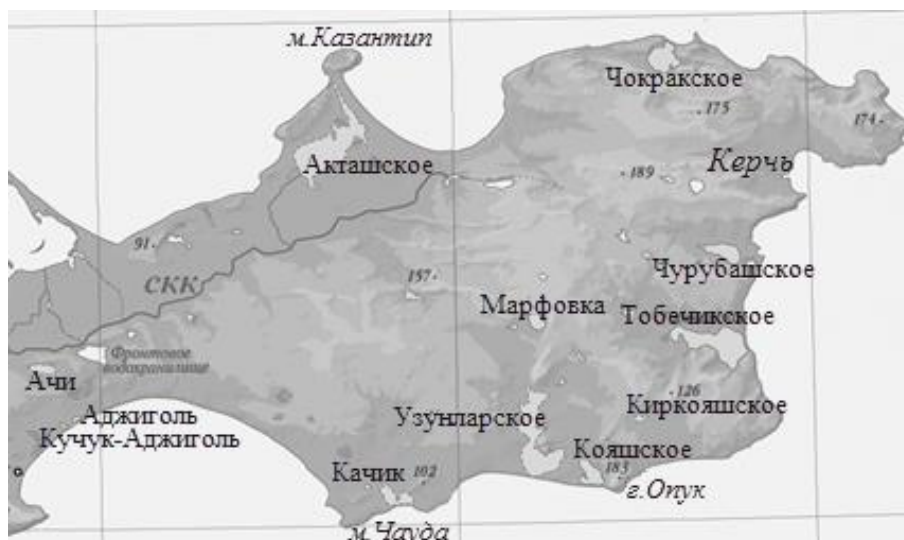 м.Казантип
Чокракское
175
174
Акташское
189
Керчь
91
СКК
157
Чурубашское
Марфовка
Тобечикское
Фронтовое
водохранилище
Ачи
126
Аджиголь
Узунларское
Киркояшское
Кучук-Аджиголь
Кояшское
Качик
102
183
г.Опук
м.Чауда